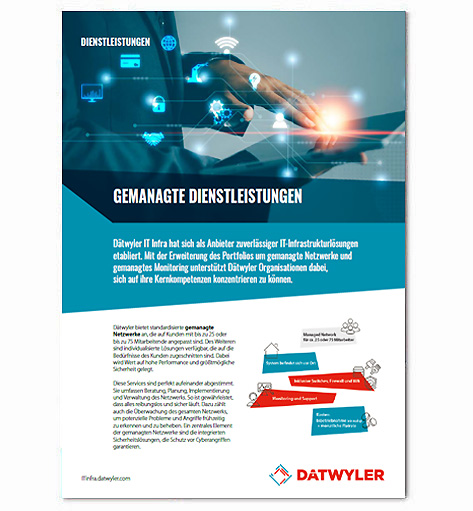 DIENSTLEISTUNGEN
GEMANAGTE DIENSTLEISTUNGEN
Dätwyler IT Infra hat sich als Anbieter zuverlässiger IT-Infrastrukturlösungen
etabliert. Mit der Erweiterung des Portfolios um gemanagte Netzwerke und
gemanagtes Monitoring unterstützt Dätwyler Organisationen dabei,
sich auf ihre Kernkompetenzen konzentrieren zu können.
Dätwyler bietet standardisierte gemanagte
Netzwerke an, die auf Kunden mit bis zu 25 oder
bis zu 75 Mitarbeitende angepasst sind. Des Weiteren
sind individualisierte Lösungen verfügbar, die auf die
Bedürfnisse des Kunden zugeschnitten sind. Dabei
wird Wert auf hohe Performance und größtmögliche
Sicherheit gelegt.
Diese Services sind perfekt aufeinander abgestimmt.
Sie umfassen Beratung, Planung, Implementierung
und Verwaltung des Netzwerks. So ist gewährleistet,
dass alles reibungslos und sicher läuft. Dazu zählt
auch die Überwachung des gesamten Netzwerks,
um potenzielle Probleme und Angriffe frühzeitig
zu erkennen und zu beheben. Ein zentrales Element
der gemanagten Netzwerke sind die integrierten
Sicherheitslösungen, die Schutz vor Cyberangriffen
garantieren.
Managed Network
für ca. 25 oder 75 Mitarbeiter
System befindet sich vor Ort
Inklusive Switches, Firewall und Wifi
Monitoring und Support
Kosten:
monatliche Pauschale
ITinfra.datwyler.com
DÄTWYLER